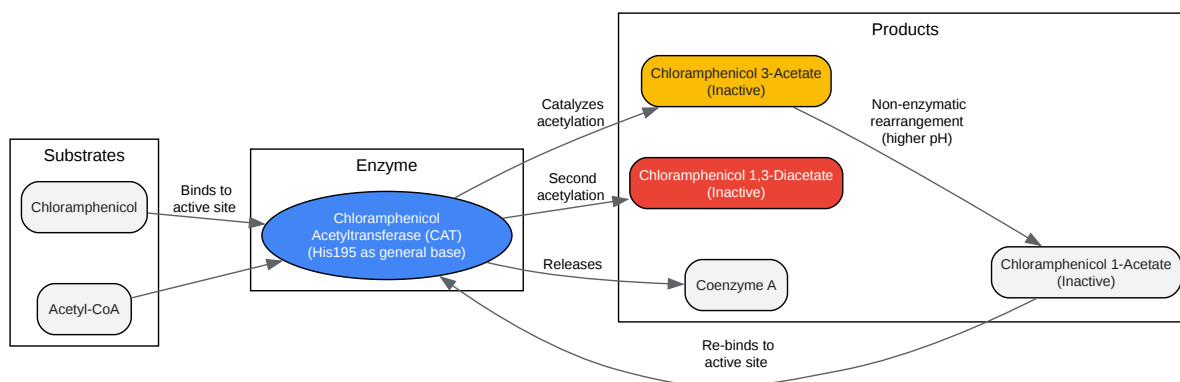 Substrates
Chloramphenicol
Acetyl-CoA
Binds to
active site
Enzyme
Chloramphenicol
Acetyltransferase (CAT)
(His195 as general base)
Catalyzes
acetylation
Second
acetylation
Releases
Products
Chloramphenicol 3-Acetate
(Inactive)
Chloramphenicol 1,3-Diacetate
(Inactive)
Coenzyme A
Non-enzymatic
rearrangement
(higher pH)
Chloramphenicol 1-Acetate
(Inactive)
Re-binds to
active site